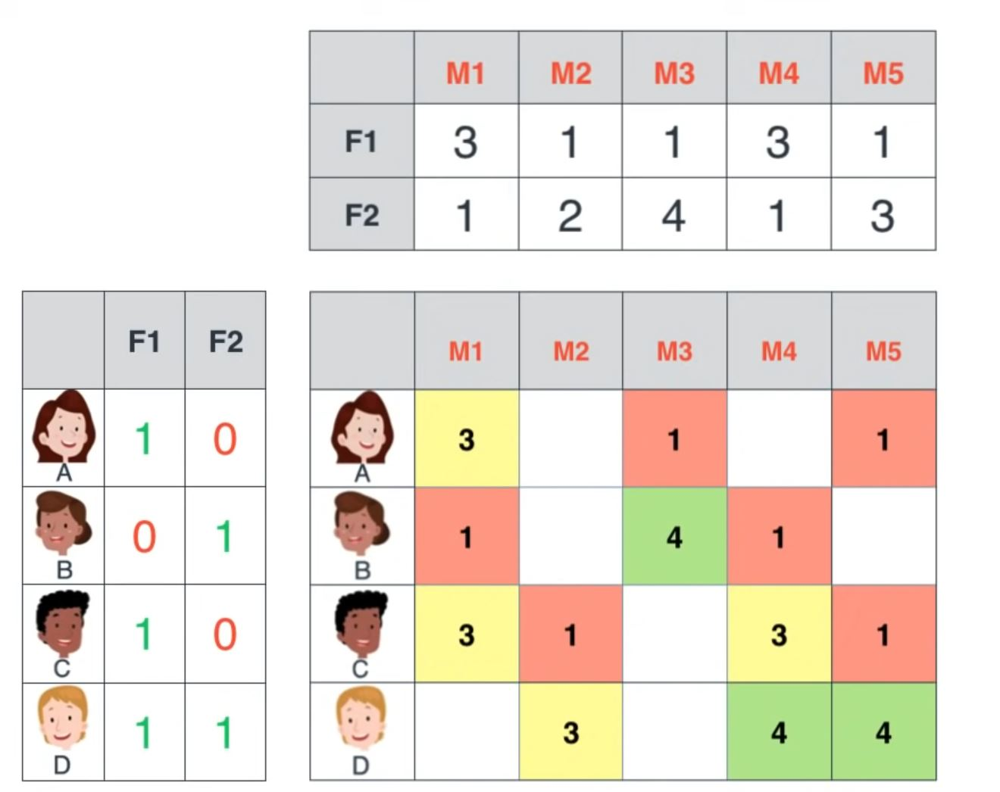 M1 M2 M3 M4 M5
F1 3 1 1 3 1
F2 1 2 4 1 3
F1 F2
A 1 0
B 0 1
C 1 0
D 1 1
M1 M2 M3 M4 M5
A 3 1 1
B 1 4 1
C 3 1 3 1
D 3 4 4